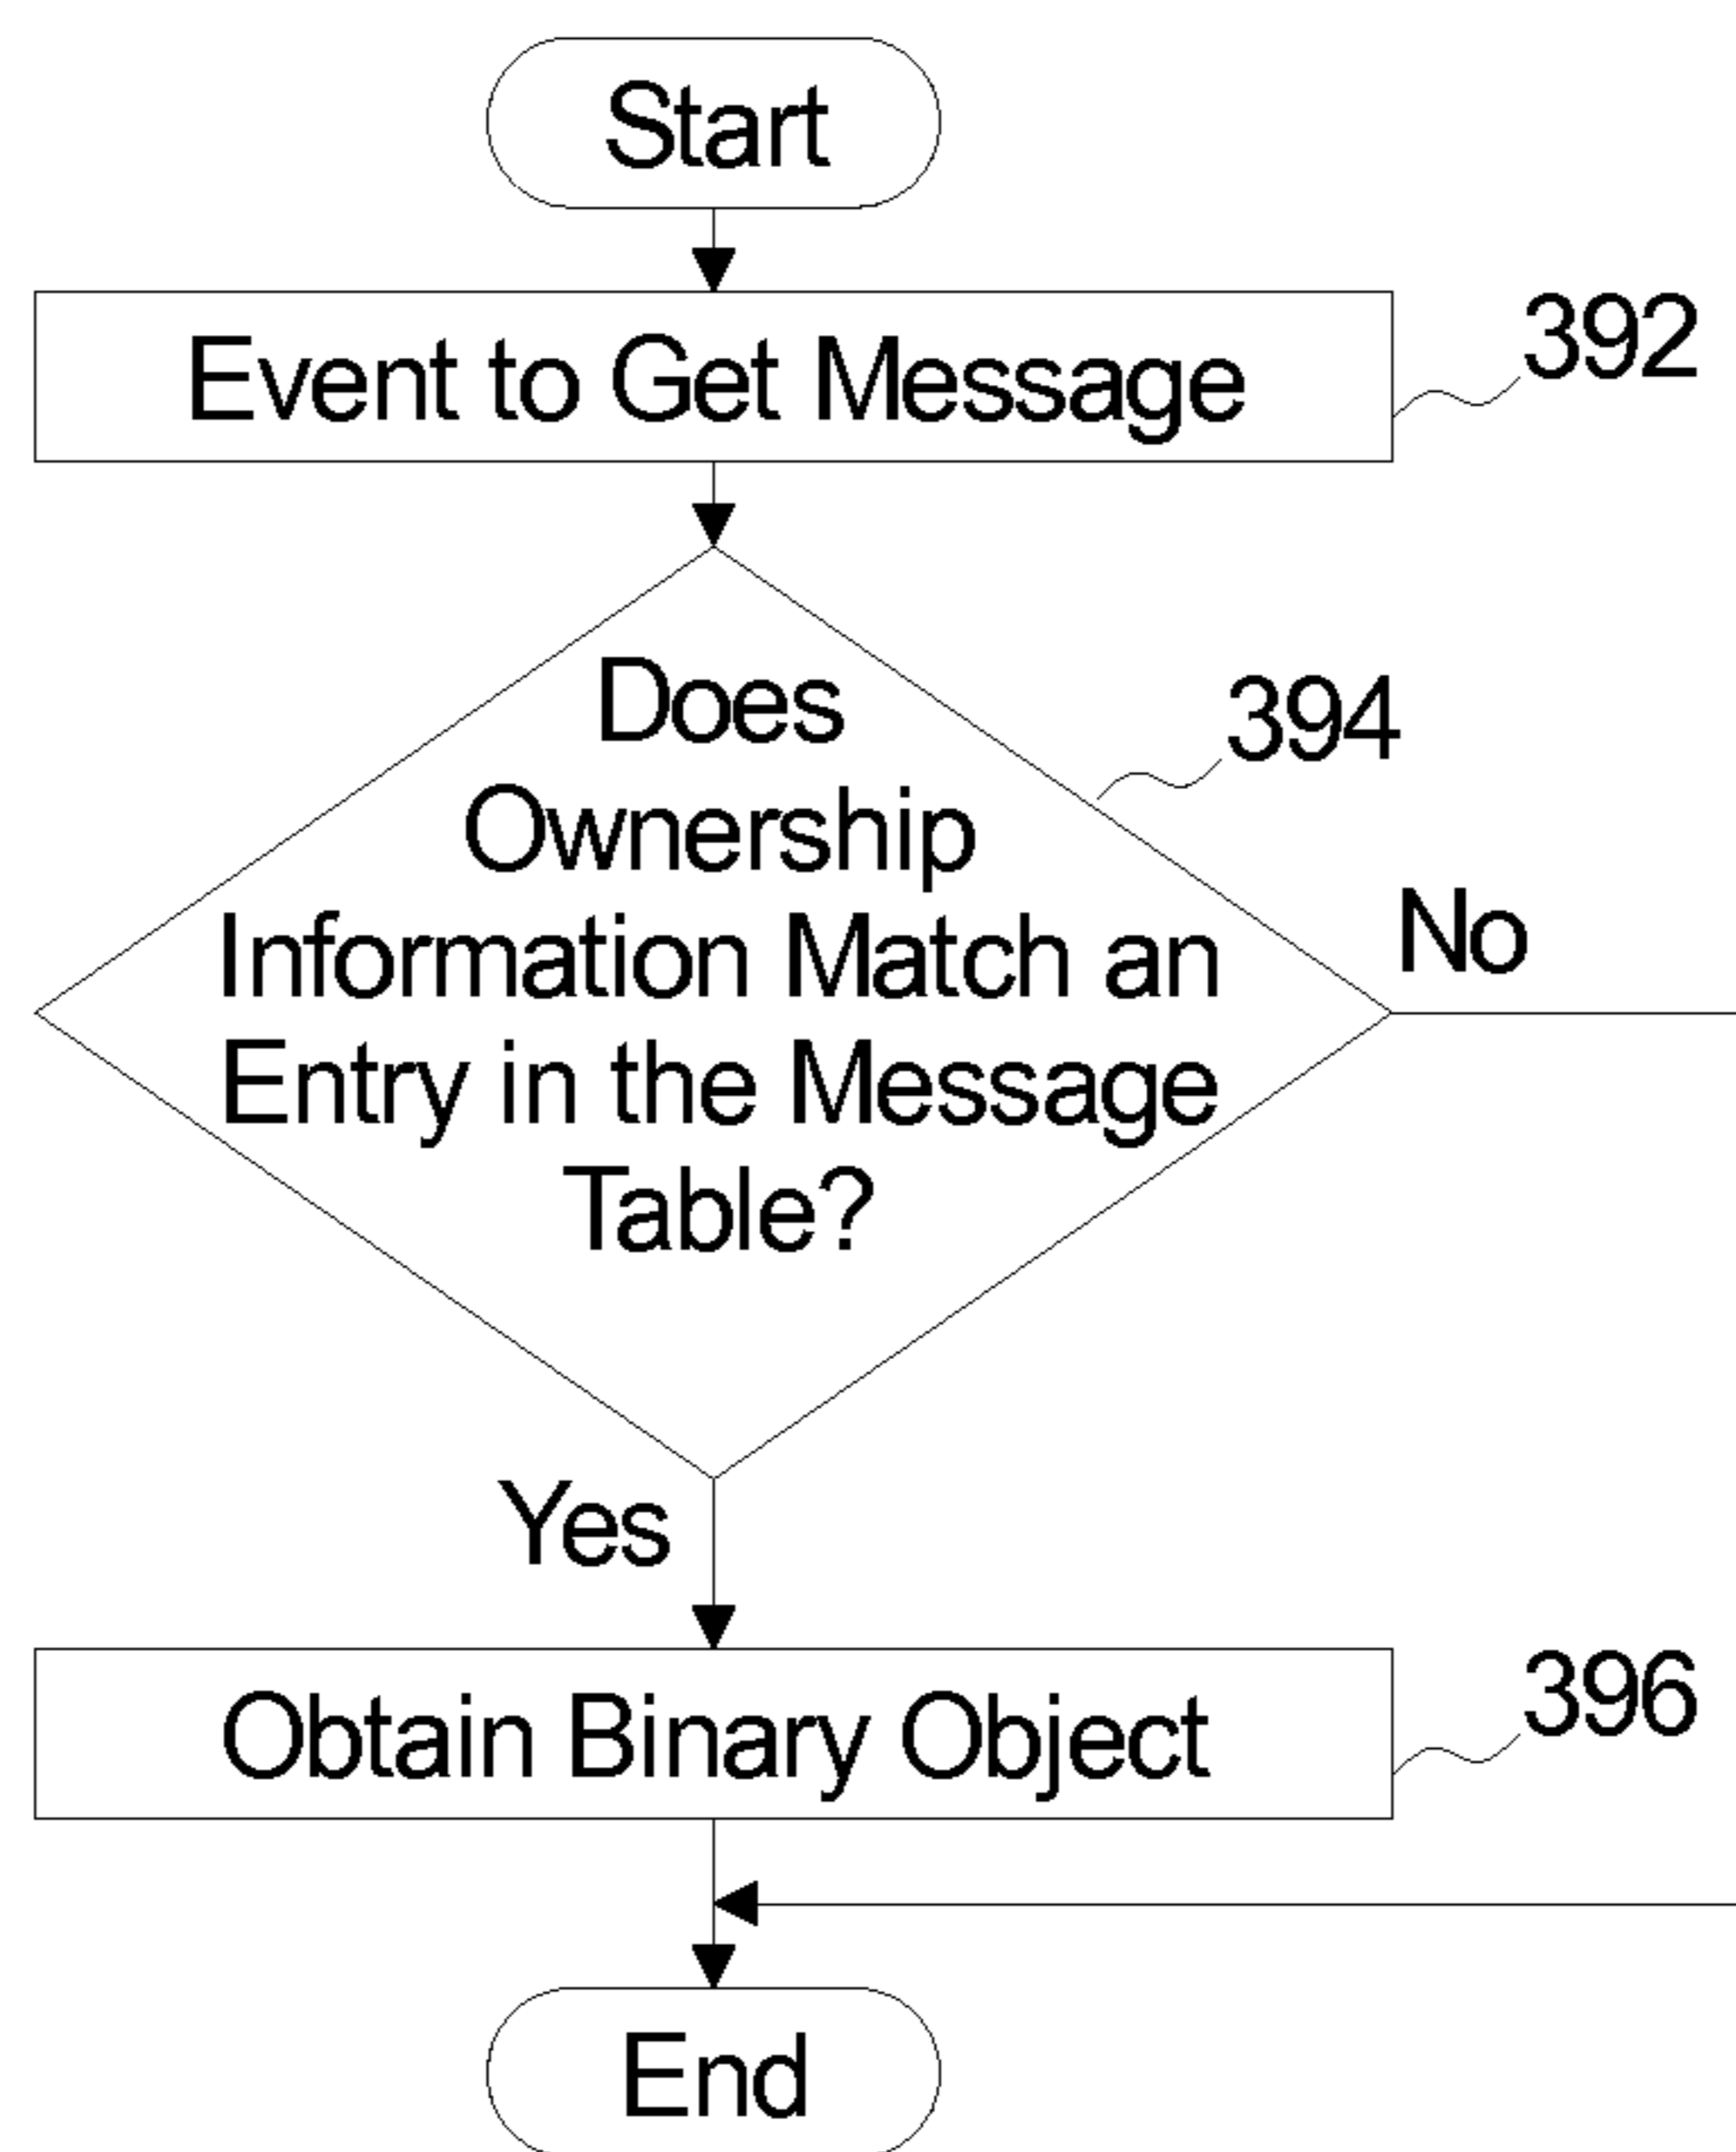 Start
Event to Get Message
392
Does
Ownership
Information Match an
Entry in the Message
Table?
394
No
Yes
Obtain Binary Object
396
End